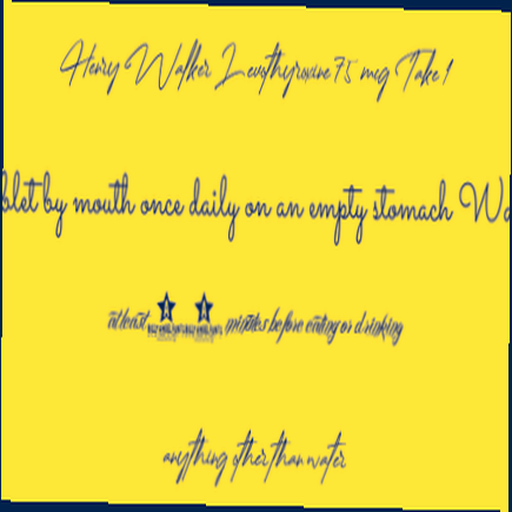 Henry Walker Levothyroxine 75 mcg Take 1
blet by mouth once daily on an empty stomach Wa
at least minutes before eating or drinking
anything other than water